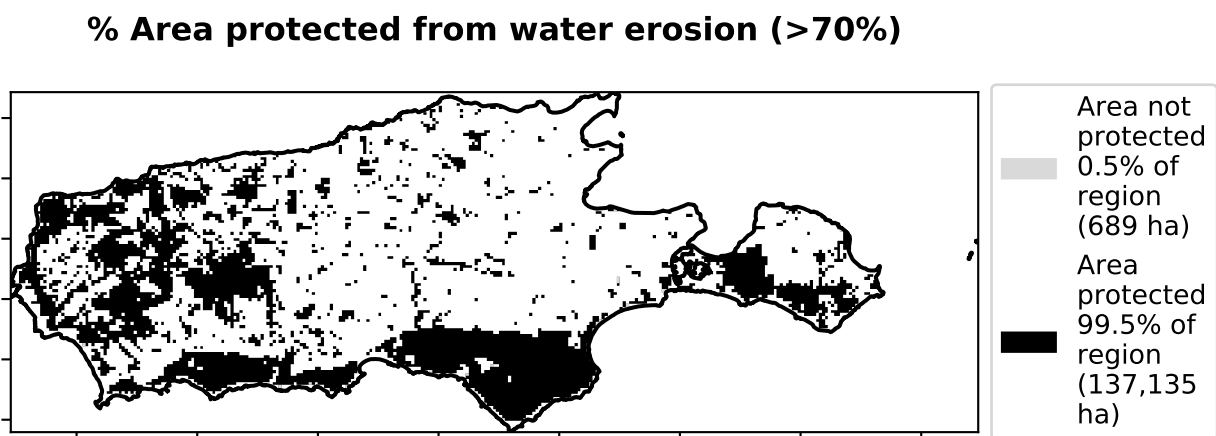 % Area protected from water erosion (>70%)
Area not
protected
0.5% of
region
(689 ha)
Area
protected
99.5% of
region
(137,135
ha)